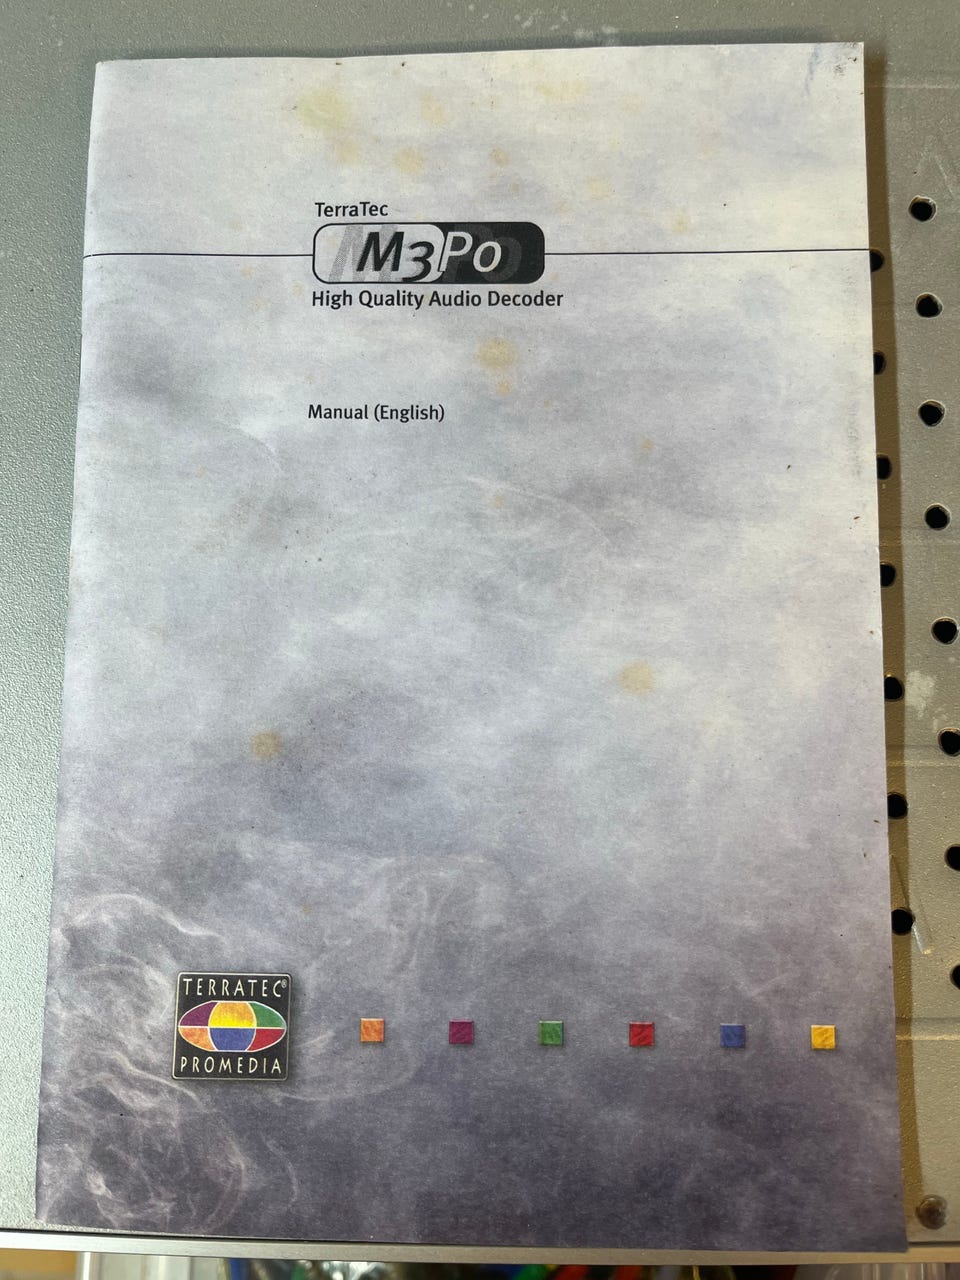 TerraTec
M3Po
High Quality Audio Decoder
Manual (English)
TERRATEC®
PROMEDIA